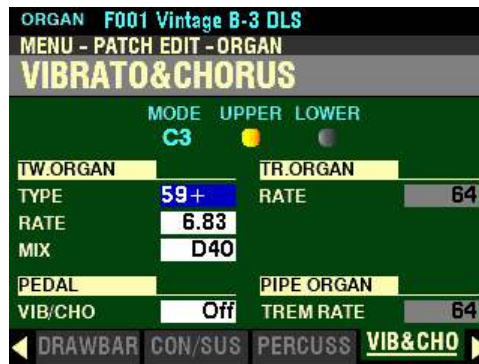 ORGAN F001 Vintage B-3 DLS
MENU - PATCH EDIT - ORGAN
VIBRATO&CHORUS
MODE UPPER LOWER
C3
TW.ORGAN TR.ORGAN
TYPE 59+ RATE 64
RATE 6.83
MIX D40
PEDAL PIPE ORGAN
VIB/CHO Off TREM RATE 64
DRAWBAR CON/SUS PERCUSS VIB&CHO